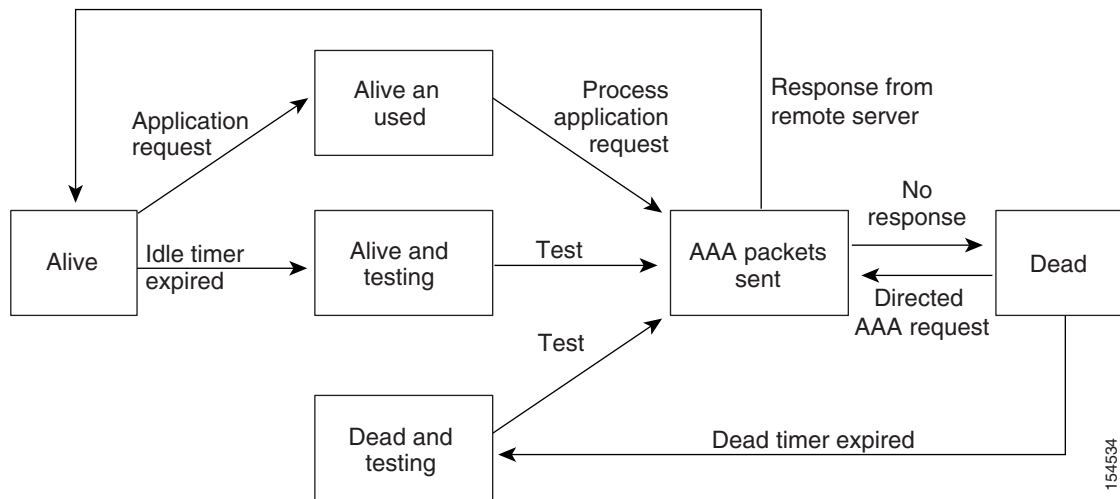 Alive an
used
Process
application
request
Response from
remote server
Application
request
No
response
Alive
Idle timer
expired
Alive and
testing
Test
AAA packets
sent
Dead
Directed
AAA request
Test
Dead and
testing
Dead timer expired
154534